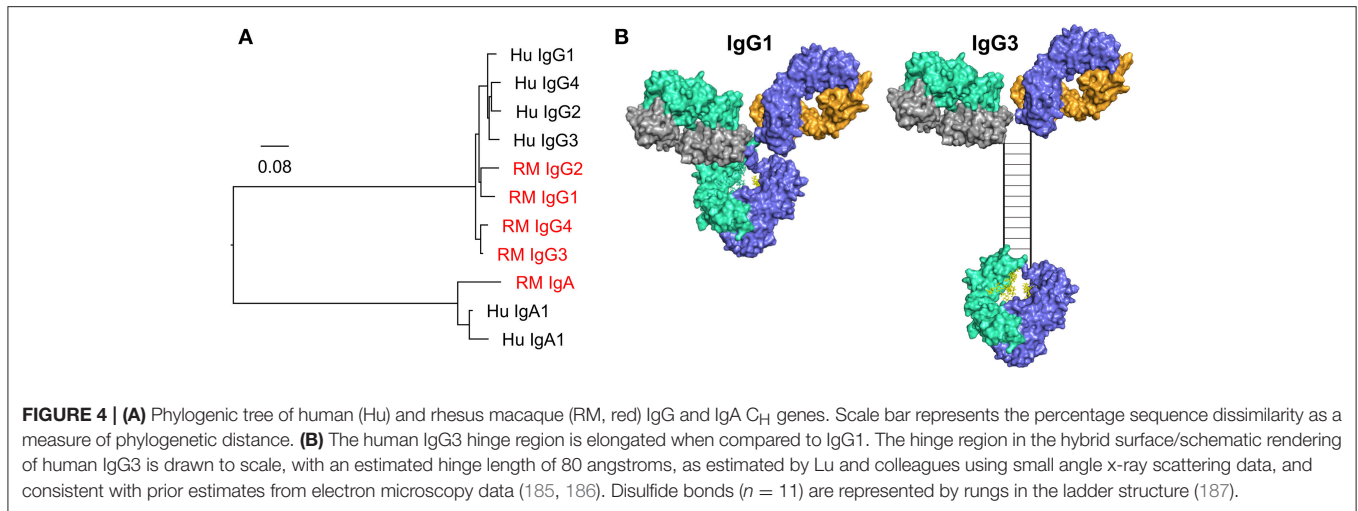 A
Hu IgG1
Hu IgG4
Hu IgG2
Hu IgG3
RM IgG2
RM IgG1
RM IgG4
RM IgG3
RM IgA
Hu IgA1
Hu IgA1
0.08
B
IgG1
IgG3
FIGURE 4 | (A) Phylogenic tree of human (Hu) and rhesus macaque (RM, red) IgG and IgA CH genes. Scale bar represents the percentage sequence dissimilarity as a
measure of phylogenetic distance. (B) The human IgG3 hinge region is elongated when compared to IgG1. The hinge region in the hybrid surface/schematic rendering
of human IgG3 is drawn to scale, with an estimated hinge length of 80 angstroms, as estimated by Lu and colleagues using small angle x-ray scattering data, and
consistent with prior estimates from electron microscopy data (185, 186). Disulfide bonds (n = 11) are represented by rungs in the ladder structure (187).